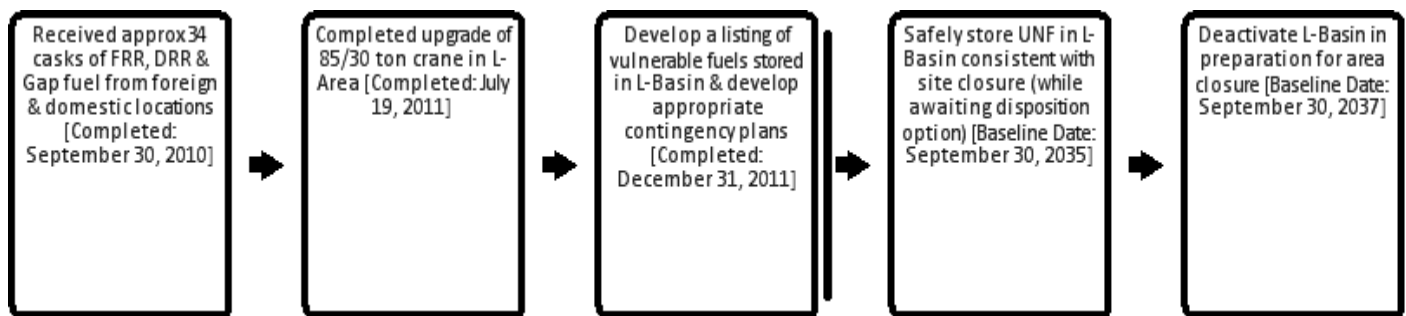 Received approx 34
casks of FRR, DRR &
Gap fuel from foreign
& domestic locations
[Completed:
September 30, 2010]
Completed upgrade of
85/30 ton crane in L-
Area [Completed: July
19, 2011]
Develop a listing of
vulnerable fuels stored
in L-Basin & develop
appropriate
contingency plans
[Completed:
December 31, 2011]
Safely store UNF in L-
Basin consistent with
site closure (while
awaiting disposition
option) [Baseline Date:
September 30, 2035]
Deactivate L-Basin in
preparation for area
closure [Baseline Date:
September 30, 2037]